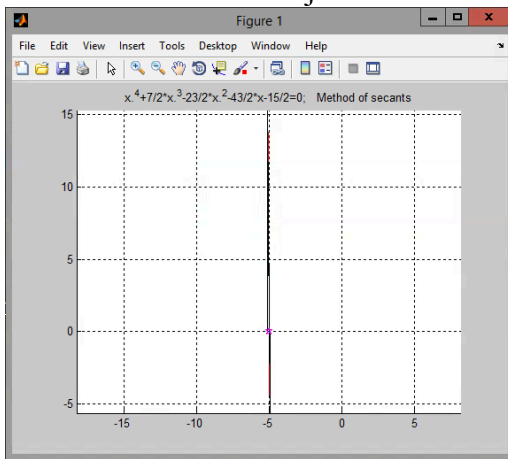 Figure 1
File Edit View Insert Tools Desktop Window Help
x.^4+7/2*x.^3-23/2*x.^2-43/2*x-15/2=0; Method of secants
15
10
5
0
-5
-15 -10 -5 0 5